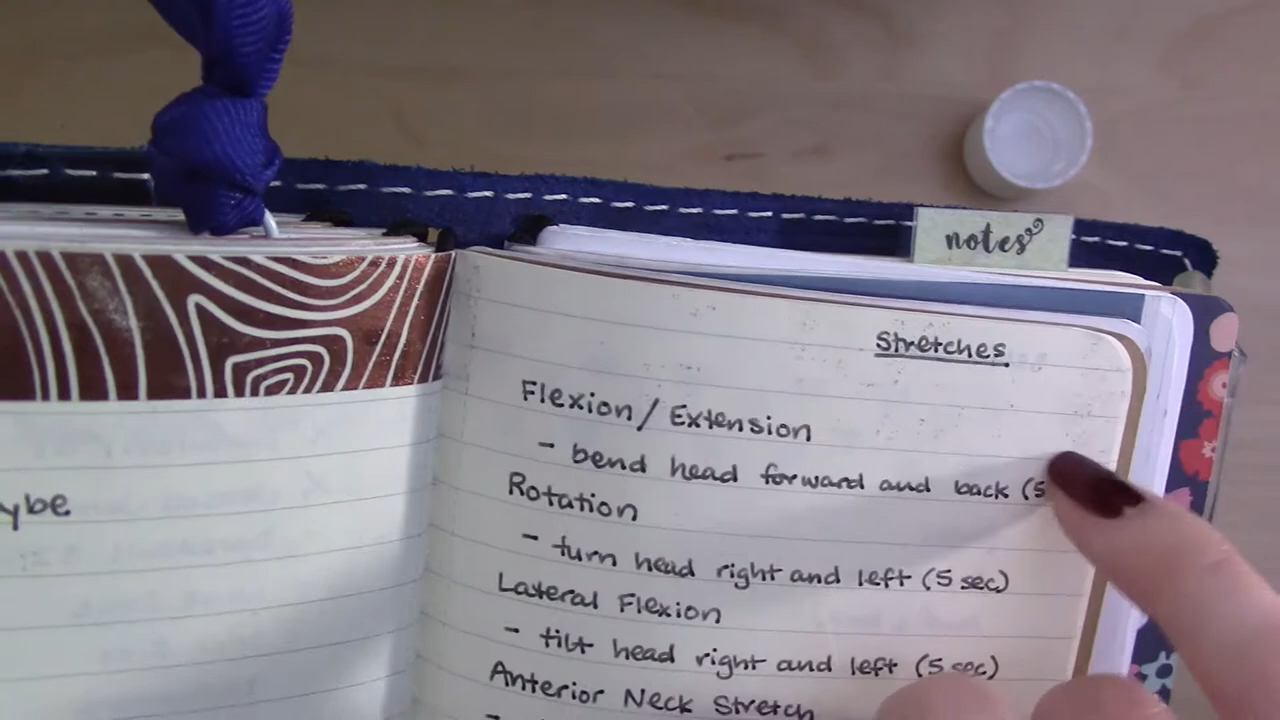 notes
Stretches
Flexion / Extension
- bend head forward and back (5
Rotation
- turn head right and left (5 sec)
Lateral Flexion
- tilt head right and left (5 sec)
Anterior Neck Stretch
ybe